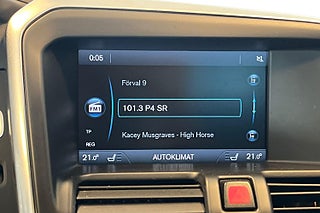 0:05
Förval 9
FM1
101.3 P4 SR
TP
Kacey Musgraves - High Horse
REG
21.0° AUTOKLIMAT 21.0°